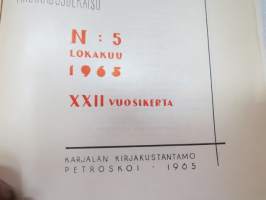 N : 5
LOKAKUU
1965
XXII VUOSIKERTA
KARJALAN KIRJAKUSTANTAMO
PETROSKOI · 1965